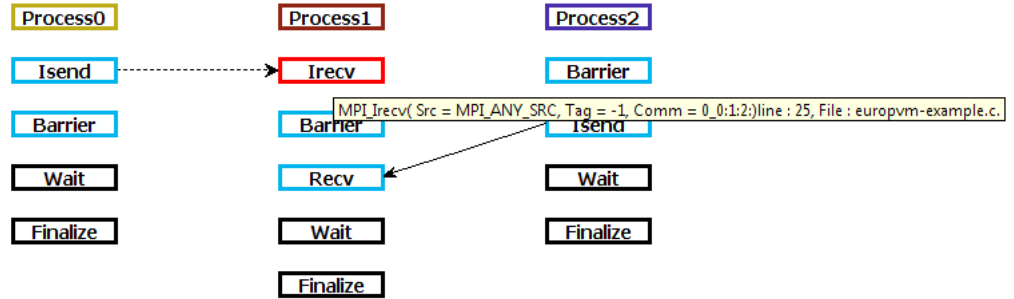 Process0 Process1 Process2
Isend Irecv Barrier
MPI_Irecv( Src = MPI_ANY_SRC, Tag = -1, Comm = 0_0:1:2:)line : 25, File : europvm-example.c.
Barrier Barrier Isend
Wait Recv Wait
Finalize Wait Finalize
Finalize